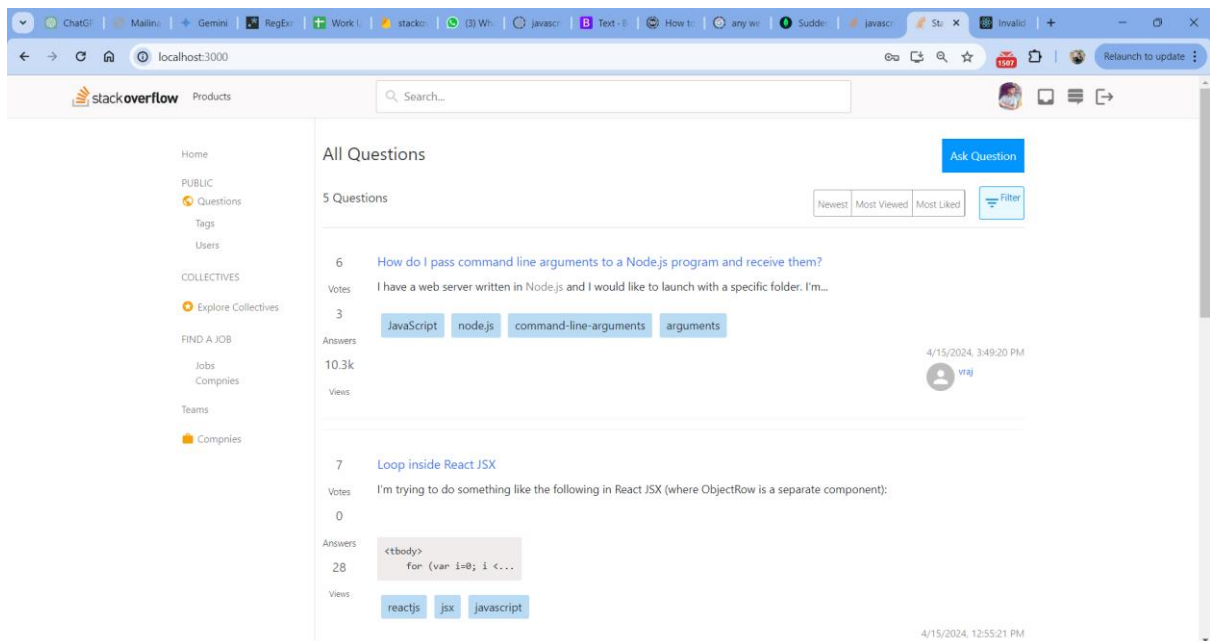 ChatGP Mailing Gemini RegExr Work L stacko (3) Wh javascr Text - B How to any we Sudde javascr Sta Invalid
localhost:3000
1507
Relaunch to update
stackoverflow Products Search...
Home
PUBLIC
Questions
Tags
Users
COLLECTIVES
Explore Collectives
FIND A JOB
Jobs
Compnies
Teams
Compnies
All Questions
Ask Question
5 Questions
Newest Most Viewed Most Liked Filter
6
Votes
3
Answers
10.3k
Views
How do I pass command line arguments to a Node.js program and receive them?
I have a web server written in Node.js and I would like to launch with a specific folder. I'm...
JavaScript node.js command-line-arguments arguments
4/15/2024, 3:49:20 PM
vraj
7
Votes
0
Answers
28
Views
Loop inside React JSX
I'm trying to do something like the following in React JSX (where ObjectRow is a separate component):
<tbody>
for (var i=0; i <...
reactjs jsx javascript
4/15/2024, 12:55:21 PM